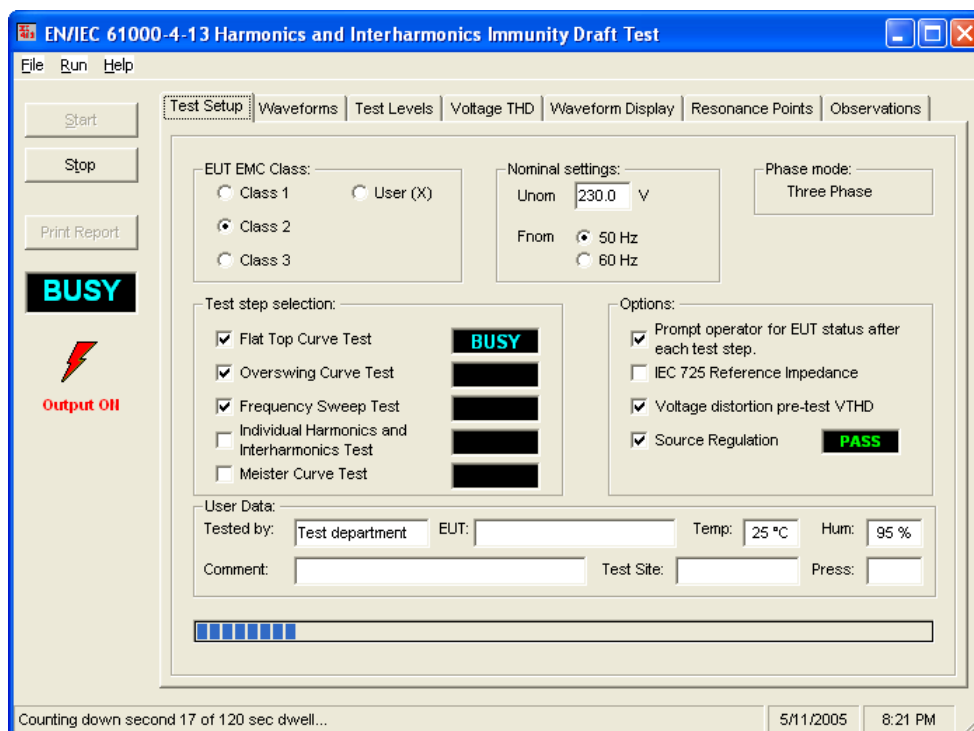 EN/IEC 61000-4-13 Harmonics and Interharmonics Immunity Draft Test
File Run Help
Start
Stop
Print Report
BUSY
Output ON
Test Setup Waveforms Test Levels Voltage THD Waveform Display Resonance Points Observations
EUT EMC Class:
Class 1 User (X)
Class 2
Class 3
Nominal settings:
Unom 230.0 V
Fnom 50 Hz
60 Hz
Phase mode:
Three Phase
Test step selection:
Flat Top Curve Test BUSY
Overswing Curve Test
Frequency Sweep Test
Individual Harmonics and
Interharmonics Test
Meister Curve Test
Options:
Prompt operator for EUT status after
each test step.
IEC 725 Reference Impedance
Voltage distortion pre-test VTHD
Source Regulation PASS
User Data:
Tested by: Test department EUT: Temp: 25 °C Hum: 95 %
Comment: Test Site: Press:
Counting down second 17 of 120 sec dwell... 5/11/2005 8:21 PM